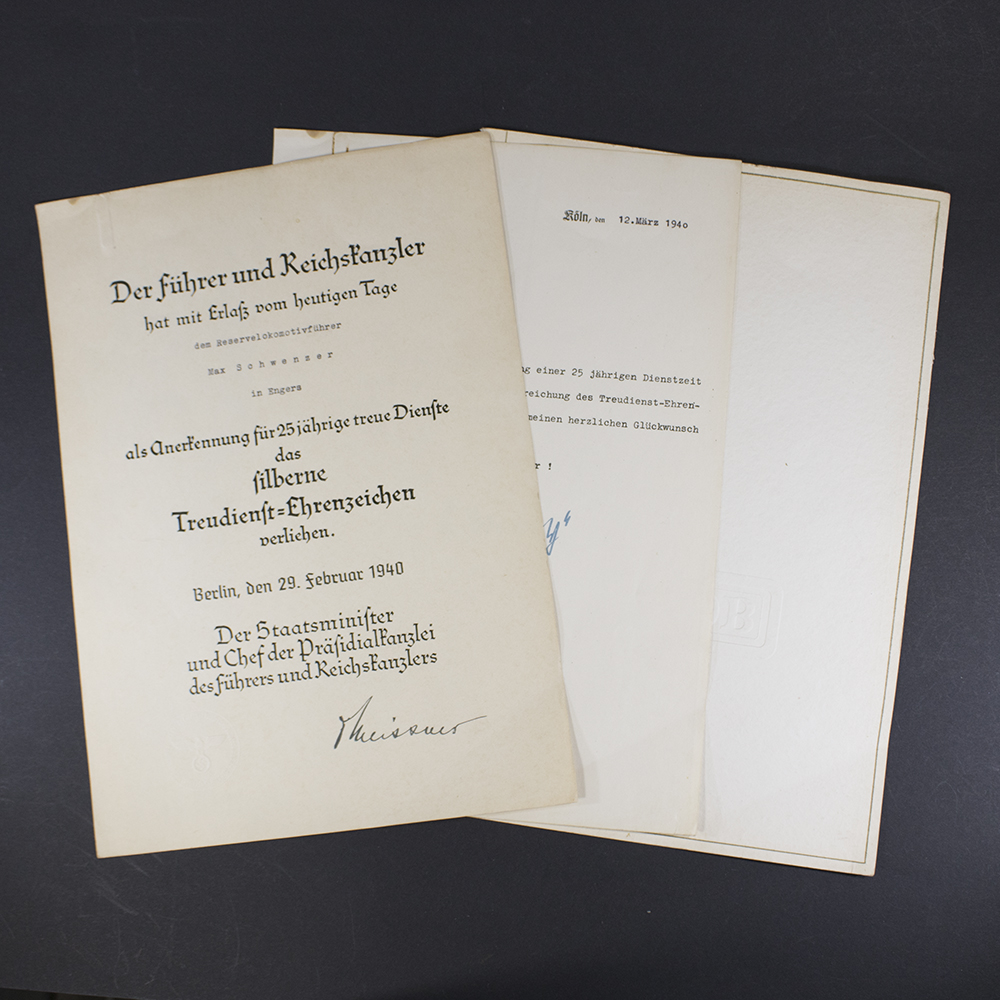 Der Führer und Reichskanzler
hat mit Erlaß vom heutigen Tage
dem Reservelokomotivführer
Max Schwenzer
in Engers
als Anerkennung für 25 jährige treue Dienste
das
silberne
Treudienst=Ehrenzeichen
verliehen.
Berlin, den 29. Februar 1940
Der Staatsminister
und Chef der Präsidialkanzlei
des Führers und Reichskanzlers
Meissner
Köln, den 12.März 1940
einer 25 jährigen Dienstzeit
reichung des Treudienst-Ehren-
meinen herzlichen Glückwunsch
r !
DB